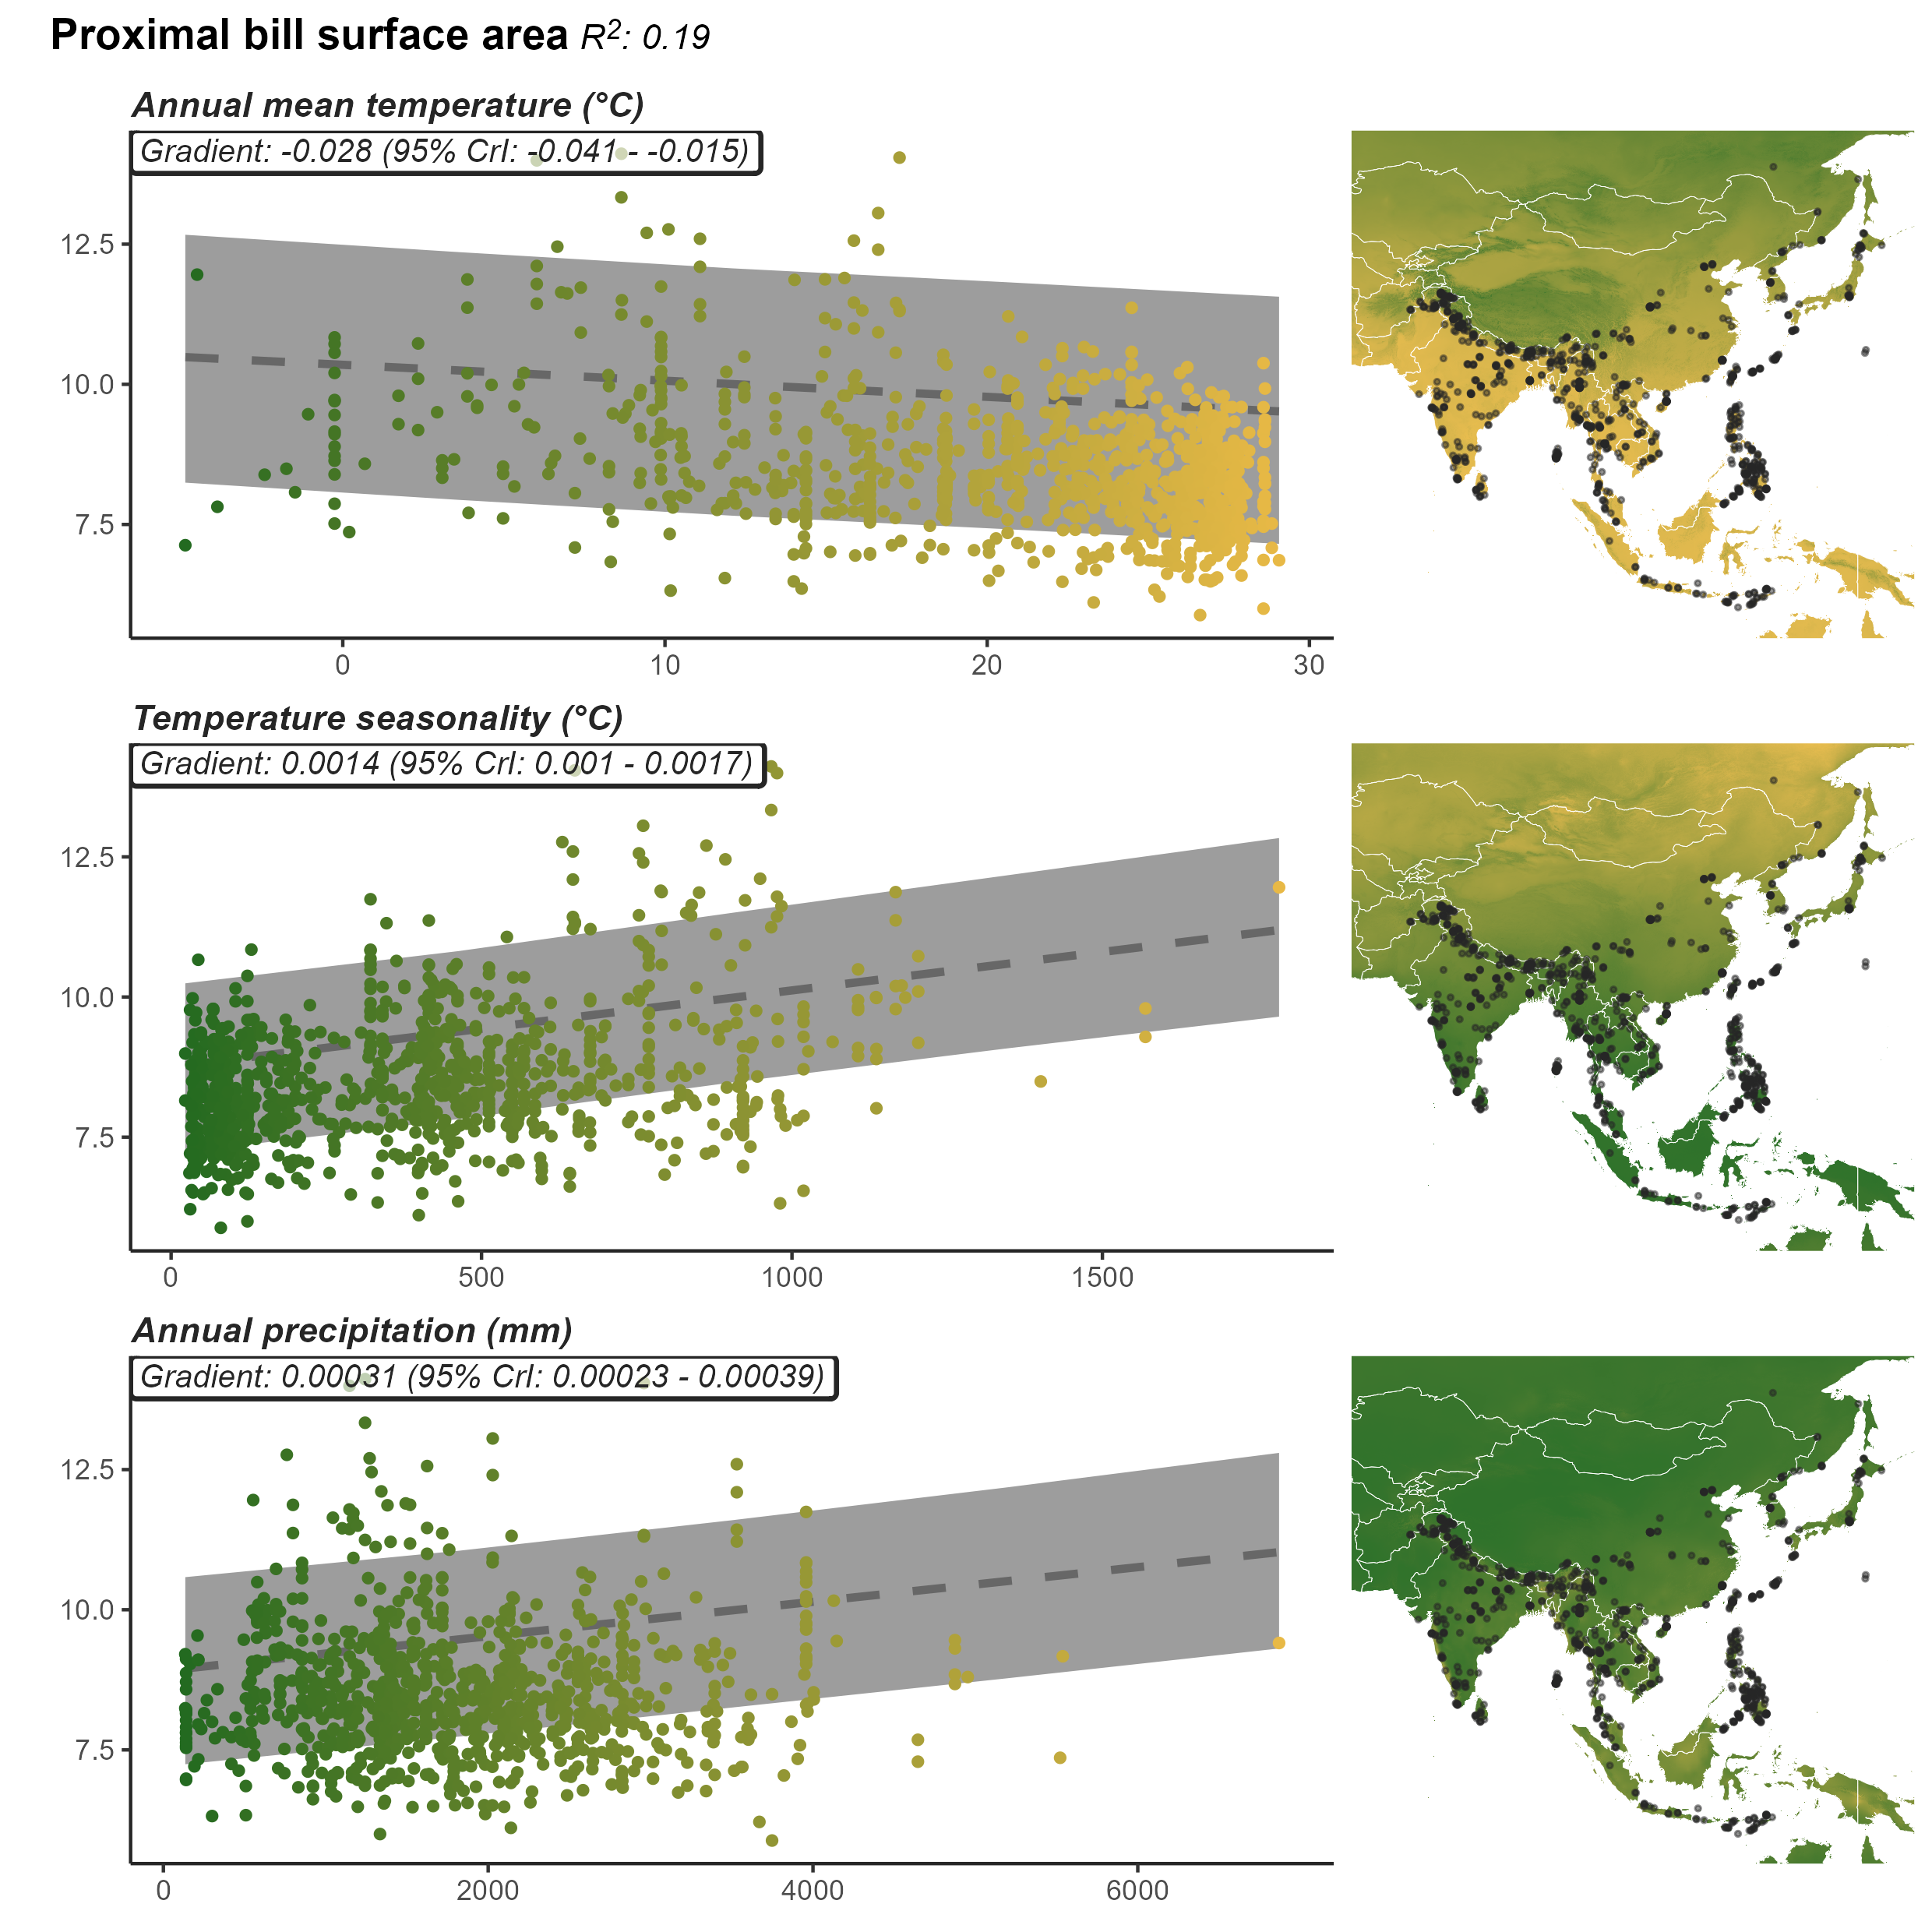 Proximal bill surface area R²: 0.19
Annual mean temperature (°C)
Gradient: -0.028 (95% CrI: -0.041 - -0.015)
12.5
10.0
7.5
0 10 20 30
Temperature seasonality (°C)
Gradient: 0.0014 (95% CrI: 0.001 - 0.0017)
12.5
10.0
7.5
0 500 1000 1500
Annual precipitation (mm)
Gradient: 0.00031 (95% CrI: 0.00023 - 0.00039)
12.5
10.0
7.5
0 2000 4000 6000